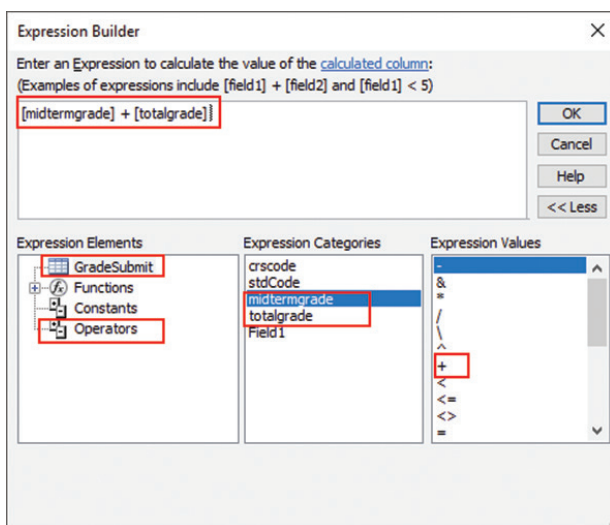 Expression Builder
Enter an Expression to calculate the value of the calculated column:
(Examples of expressions include [field1] + [field2] and [field1] < 5)
[midtermgrade] + [totalgrade]
OK
Cancel
Help
<< Less
Expression Elements
GradeSubmit
Functions
Constants
Operators
Expression Categories
crscode
stdCode
midtermgrade
totalgrade
Field1
Expression Values
-
&
*
/
\
^
+
<
<=
<>
=